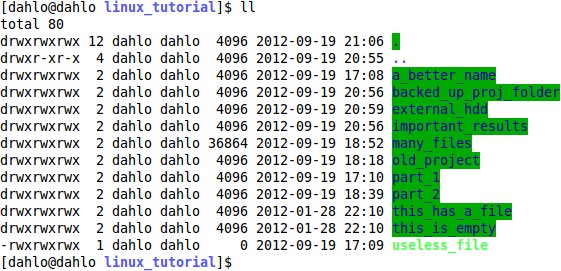 [dahlo@dahlo linux_tutorial]$ ll
total 80
drwxrwxrwx 12 dahlo dahlo  4096 2012-09-19 21:06 .
drwxr-xr-x  4 dahlo dahlo  4096 2012-09-19 20:55 ..
drwxrwxrwx  2 dahlo dahlo  4096 2012-09-19 17:08 a_better_name
drwxrwxrwx  2 dahlo dahlo  4096 2012-09-19 20:56 backed_up_proj_folder
drwxrwxrwx  2 dahlo dahlo  4096 2012-09-19 20:59 external_hdd
drwxrwxrwx  2 dahlo dahlo  4096 2012-09-19 20:56 important_results
drwxrwxrwx  2 dahlo dahlo 36864 2012-09-19 18:52 many_files
drwxrwxrwx  2 dahlo dahlo  4096 2012-09-19 18:18 old_project
drwxrwxrwx  2 dahlo dahlo  4096 2012-09-19 17:10 part_1
drwxrwxrwx  2 dahlo dahlo  4096 2012-09-19 18:39 part_2
drwxrwxrwx  2 dahlo dahlo  4096 2012-01-28 22:10 this_has_a_file
drwxrwxrwx  2 dahlo dahlo  4096 2012-01-28 22:10 this_is_empty
-rwxrwxrwx  1 dahlo dahlo     0 2012-09-19 17:09 useless_file
[dahlo@dahlo linux_tutorial]$